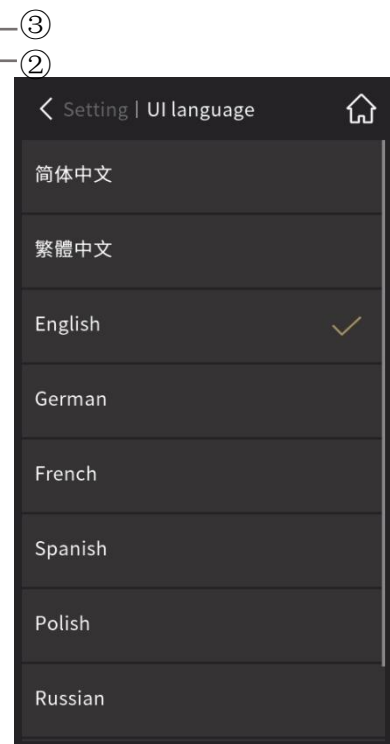 ③
②
Setting | UI language
简体中文
繁體中文
English
German
French
Spanish
Polish
Russian